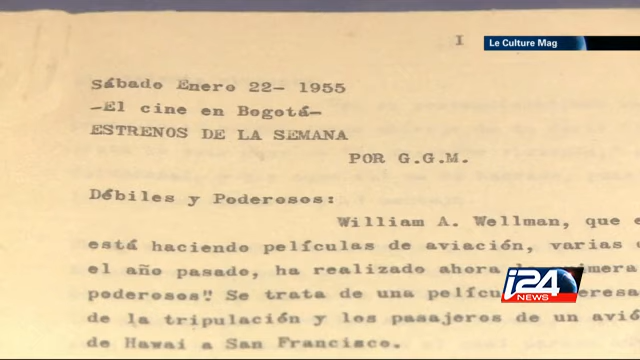 I
Le Culture Mag
Sábado Enero 22- 1955
-El cine en Bogotá-
ESTRENOS DE LA SEMANA
POR G.G.M.
Débiles y Poderosos:
William A. Wellman, que
está haciendo películas de aviación, varias
el año pasado, ha realizado ahora
poderosos". Se trata de una
de la tripulación y los pasajeros de un
de Hawai a San Francisco.
i24
NEWS